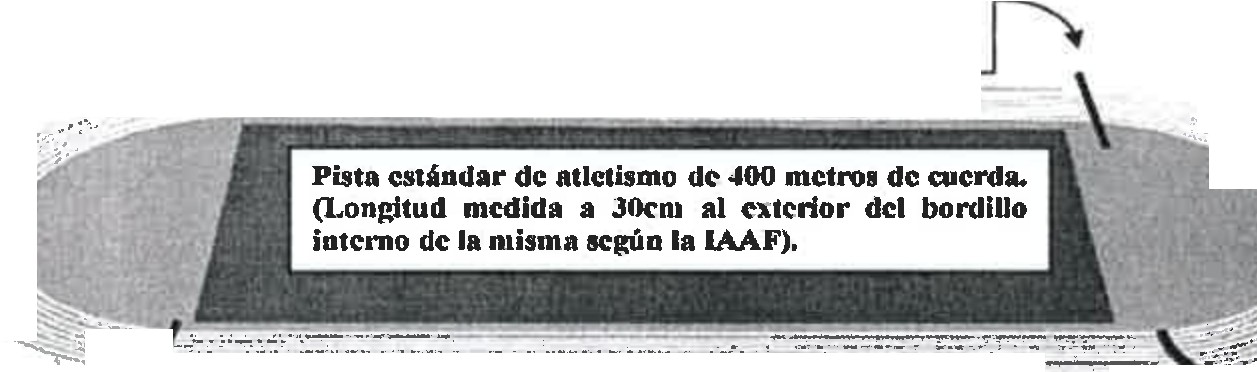 Pista estándar de atletismo de 400 metros de cuerda.
(Longitud medida a 30cm al exterior del bordillo
interno de la misma según la IAAF).